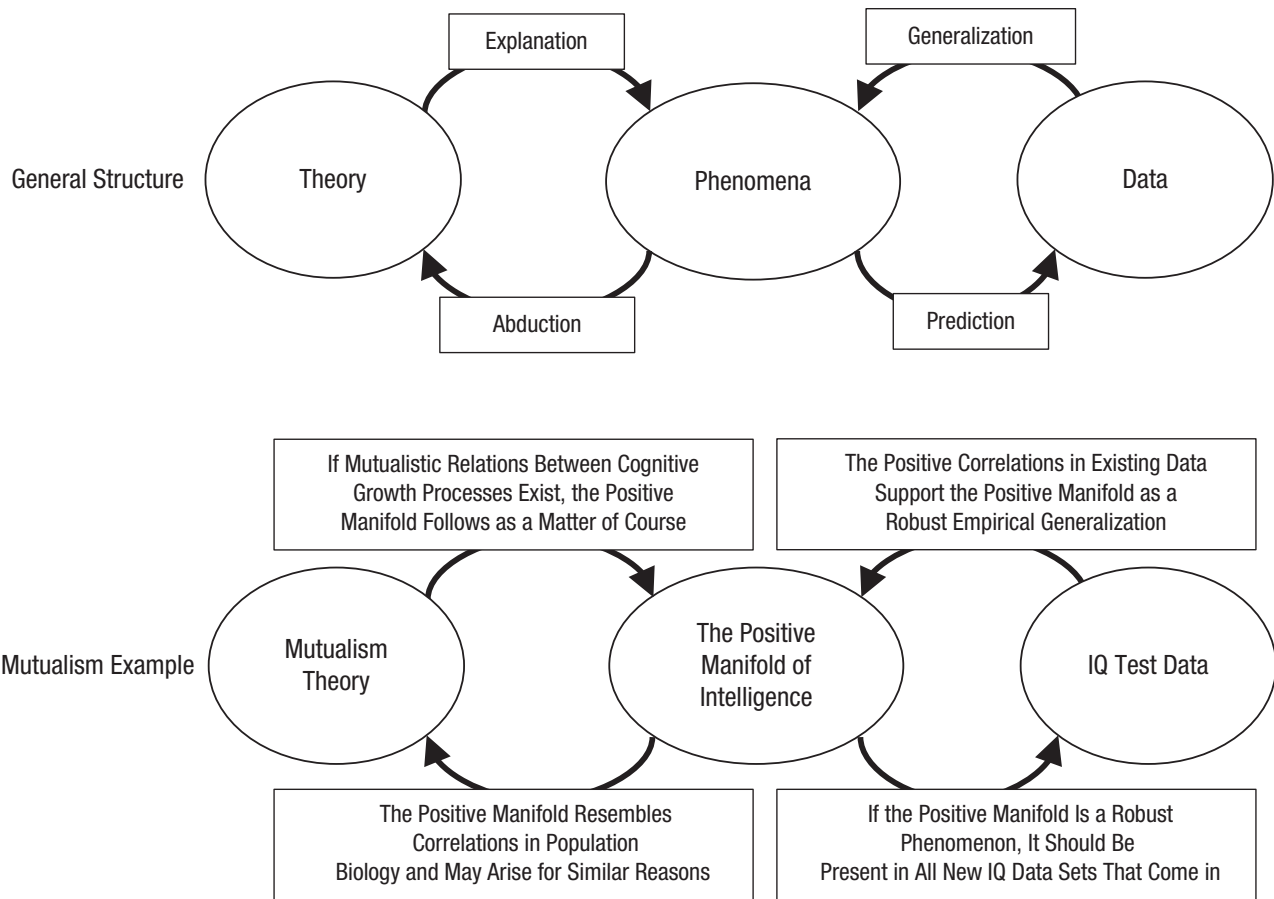 Explanation
Generalization
General Structure
Theory
Phenomena
Data
Abduction
Prediction
If Mutualistic Relations Between Cognitive
Growth Processes Exist, the Positive
Manifold Follows as a Matter of Course
The Positive Correlations in Existing Data
Support the Positive Manifold as a
Robust Empirical Generalization
Mutualism Example
Mutualism
Theory
The Positive
Manifold of
Intelligence
IQ Test Data
The Positive Manifold Resembles
Correlations in Population
Biology and May Arise for Similar Reasons
If the Positive Manifold Is a Robust
Phenomenon, It Should Be
Present in All New IQ Data Sets That Come in